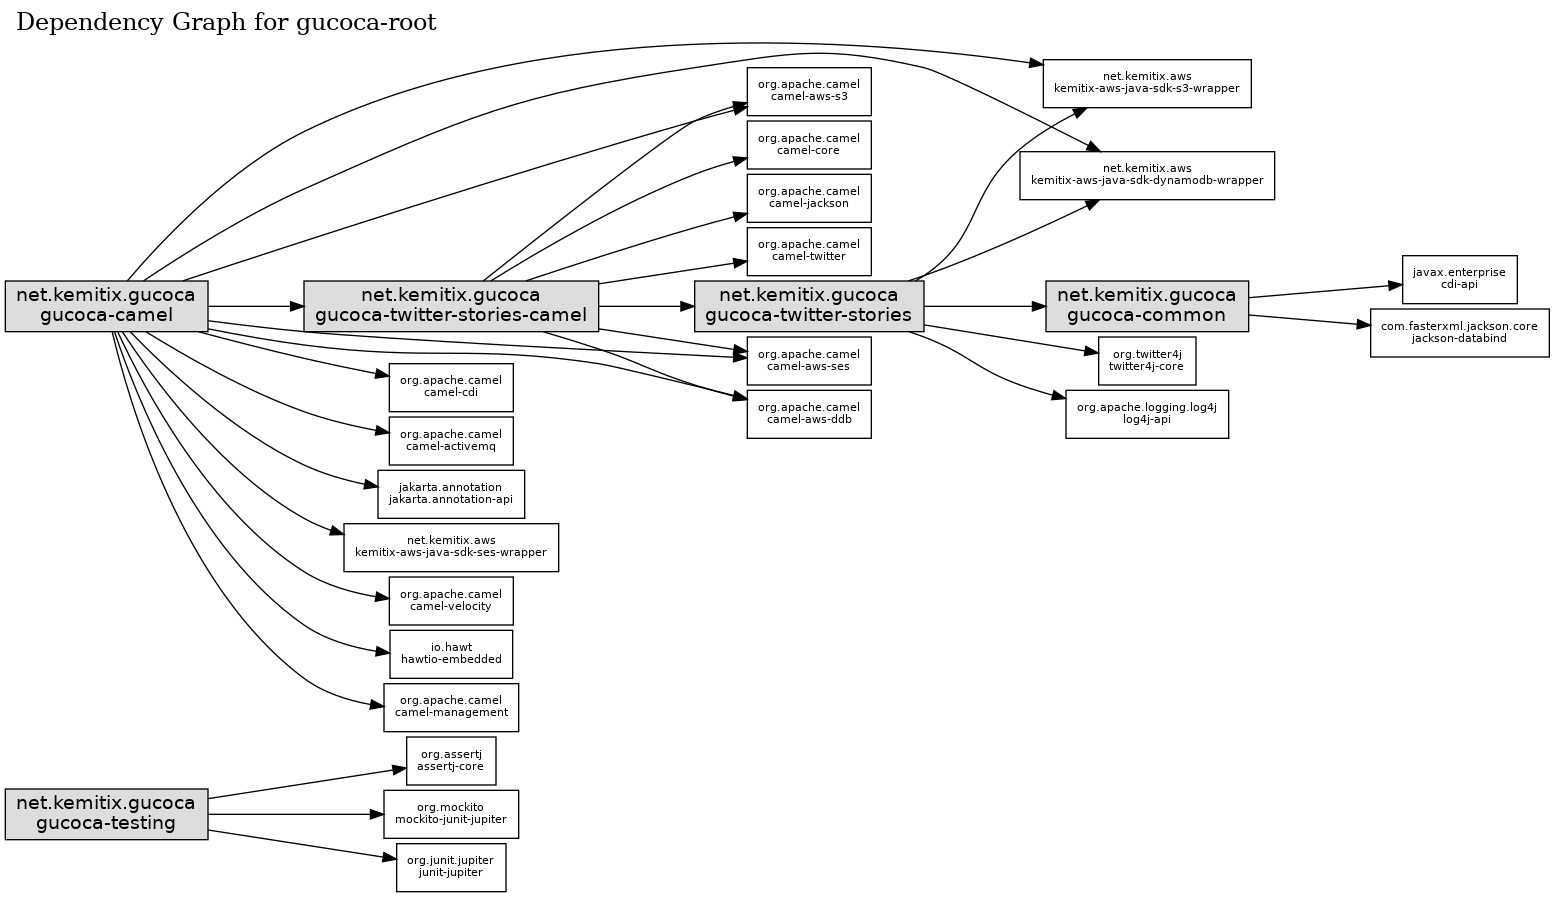 Dependency Graph for gucoca-root
net.kemitix.aws
kemitix-aws-java-sdk-s3-wrapper
org.apache.camel
camel-aws-s3
org.apache.camel
camel-core
net.kemitix.aws
kemitix-aws-java-sdk-dynamodb-wrapper
org.apache.camel
camel-jackson
org.apache.camel
camel-twitter
net.kemitix.gucoca
gucoca-camel
net.kemitix.gucoca
gucoca-twitter-stories-camel
net.kemitix.gucoca
gucoca-twitter-stories
net.kemitix.gucoca
gucoca-common
javax.enterprise
cdi-api
com.fasterxml.jackson.core
jackson-databind
org.apache.camel
camel-aws-ses
org.twitter4j
twitter4j-core
org.apache.camel
camel-cdi
org.apache.camel
camel-aws-ddb
org.apache.logging.log4j
log4j-api
org.apache.camel
camel-activemq
jakarta.annotation
jakarta.annotation-api
net.kemitix.aws
kemitix-aws-java-sdk-ses-wrapper
org.apache.camel
camel-velocity
io.hawt
hawtio-embedded
org.apache.camel
camel-management
org.assertj
assertj-core
net.kemitix.gucoca
gucoca-testing
org.mockito
mockito-junit-jupiter
org.junit.jupiter
junit-jupiter